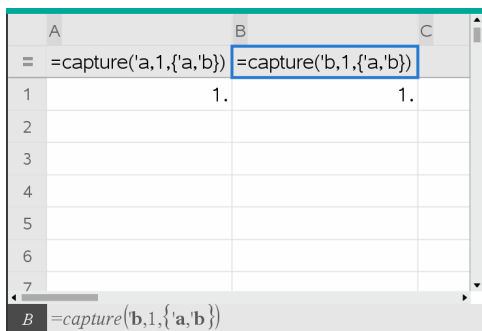 A B C
= =capture('a,1,{'a,'b}) =capture('b,1,{'a,'b})
1 1. 1.
2
3
4
5
6
7
B =capture('b,1,{'a,'b})